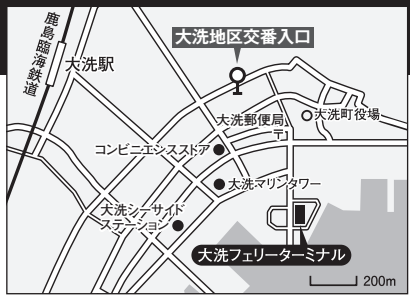 鹿島臨海鉄道
大洗駅
大洗地区交番入口
大洗郵便局
大洗町役場
コンビニエンスストア
大洗マリンタワー
大洗シーサイド
ステーション
大洗フェリーターミナル
200m